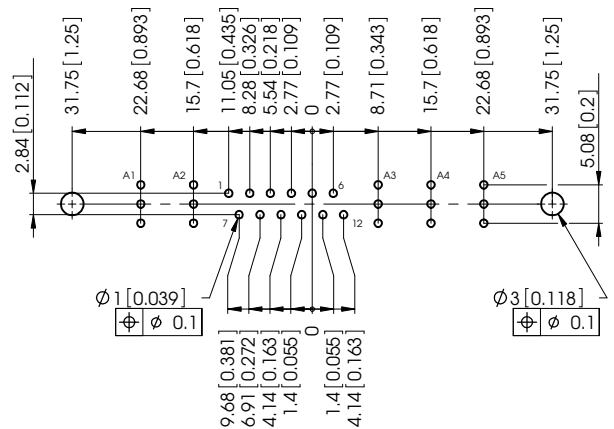 31.75 [1.25]
22.68 [0.893]
15.7 [0.618]
11.05 [0.435]
8.28 [0.326]
5.54 [0.218]
2.77 [0.109]
0
2.77 [0.109]
8.71 [0.343]
15.7 [0.618]
22.68 [0.893]
31.75 [1.25]
2.84 [0.112]
5.08 [0.2]
A1
A2
1
6
A3
A4
A5
7
12
Ø1 [0.039]
⌖ Ø 0.1
Ø3 [0.118]
⌖ Ø 0.1
9.68 [0.381]
6.91 [0.272]
4.14 [0.163]
1.4 [0.055]
0
1.4 [0.055]
4.14 [0.163]